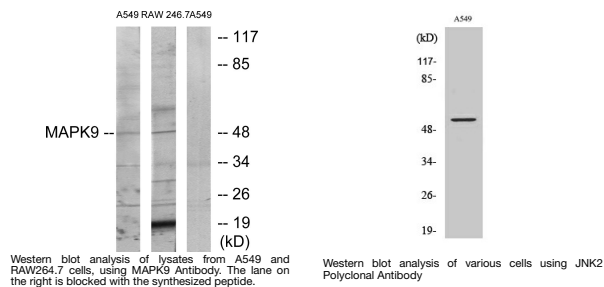 A549 RAW 246.7A549
-- 117
-- 85
MAPK9 --
-- 48
-- 34
-- 26
-- 19
(kD)
Western blot analysis of lysates from A549 and
RAW264.7 cells, using MAPK9 Antibody. The lane on
the right is blocked with the synthesized peptide.
A549
(kD)
117-
85-
48-
34-
26-
19-
Western blot analysis of various cells using JNK2
Polyclonal Antibody